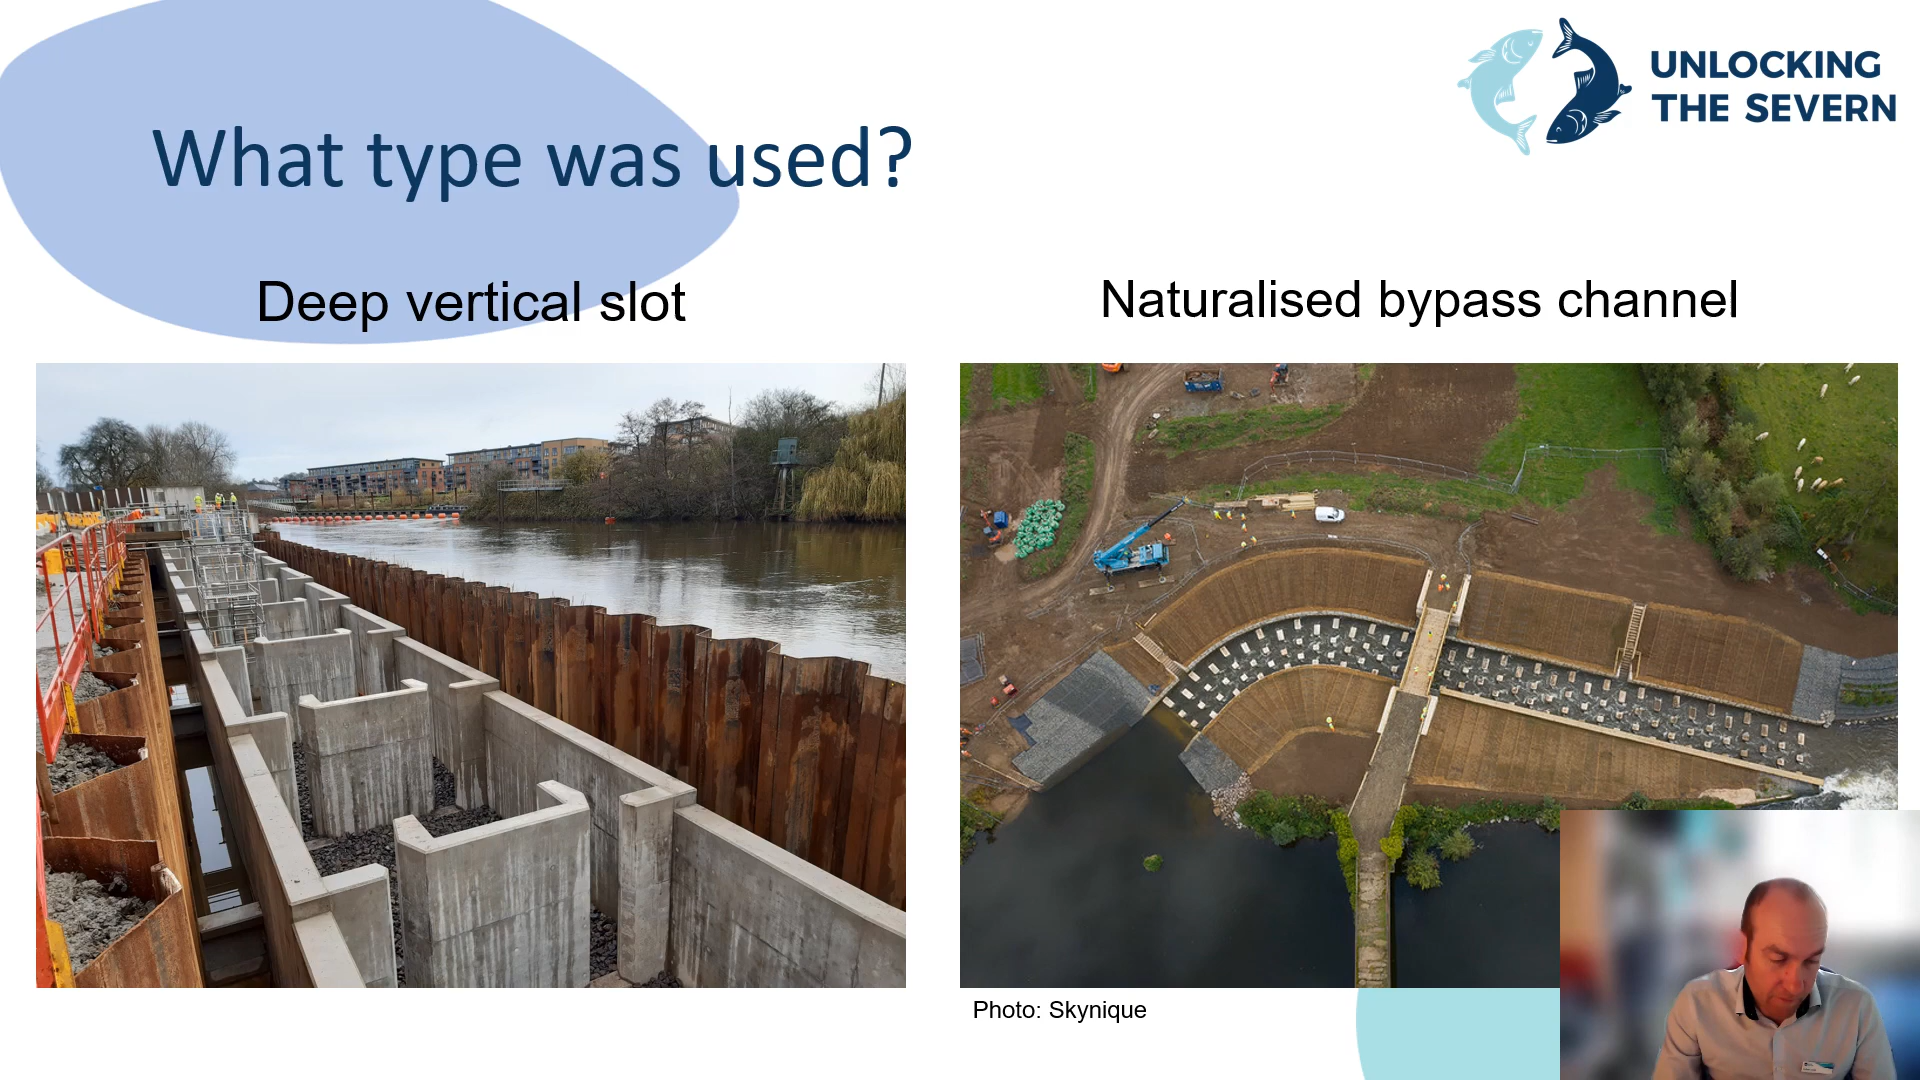 UNLOCKING
THE SEVERN
What type was used?
Deep vertical slot
Naturalised bypass channel
Photo: Skynique